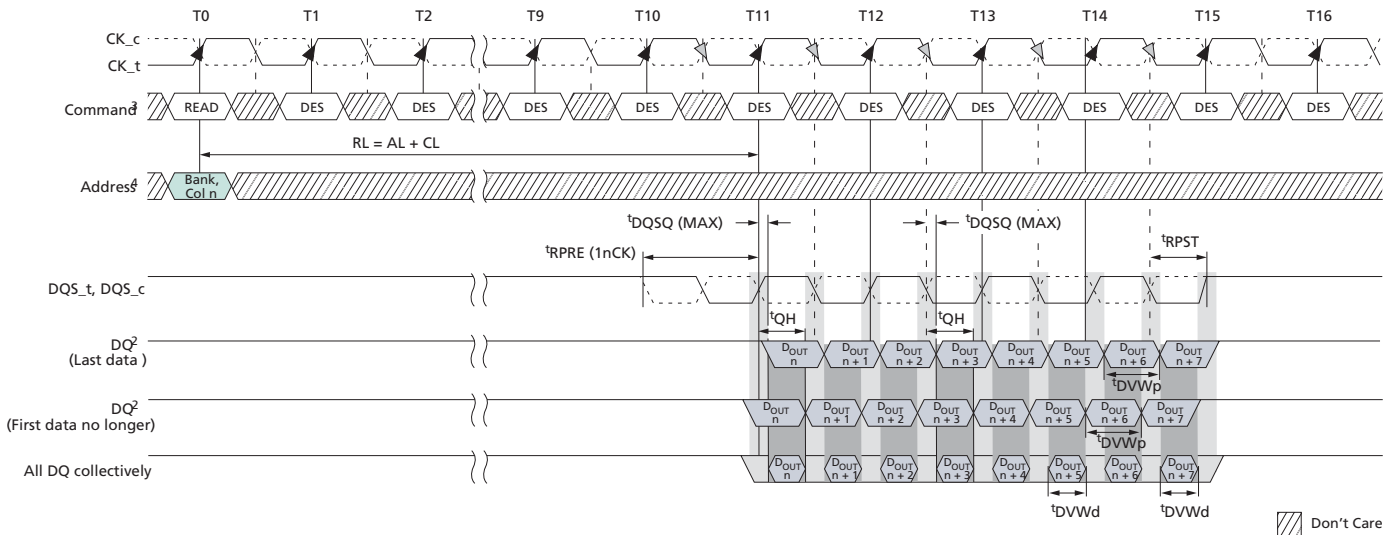 T0 T1 T2 T9 T10 T11 T12 T13 T14 T15 T16
CK_c
CK_t
Command3 READ DES DES DES DES DES DES DES DES DES DES
RL = AL + CL
Address4 Bank,
Col n
tDQSQ (MAX) tDQSQ (MAX)
tRPRE (1nCK) tRPST
DQS_t, DQS_c
tQH tQH
DQ2
(Last data )
DOUT
n DOUT
n + 1 DOUT
n + 2 DOUT
n + 3 DOUT
n + 4 DOUT
n + 5 DOUT
n + 6 DOUT
n + 7
tDVWp
DQ2
(First data no longer)
DOUT
n DOUT
n + 1 DOUT
n + 2 DOUT
n + 3 DOUT
n + 4 DOUT
n + 5 DOUT
n + 6 DOUT
n + 7
tDVWp
All DQ collectively
DOUT
n DOUT
n + 1 DOUT
n + 2 DOUT
n + 3 DOUT
n + 4 DOUT
n + 5 DOUT
n + 6 DOUT
n + 7
tDVWd tDVWd
Don't Care